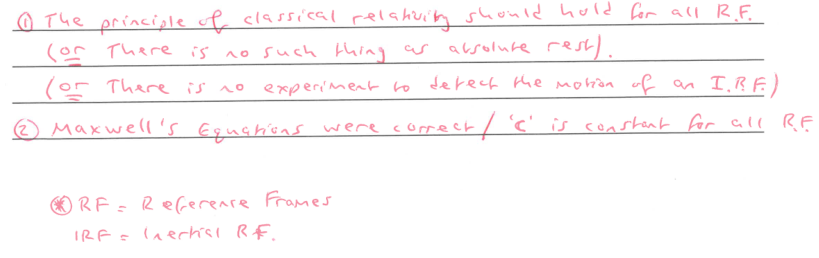 ① The principle of classical relativity should hold for all R.F.
(or There is no such thing as absolute rest).
(or There is no experiment to detect the motion of an I.R.F.)
② Maxwell's Equations were correct / 'c' is constant for all R.F.
* RF = Reference Frames
IRF = Inertial R.F.